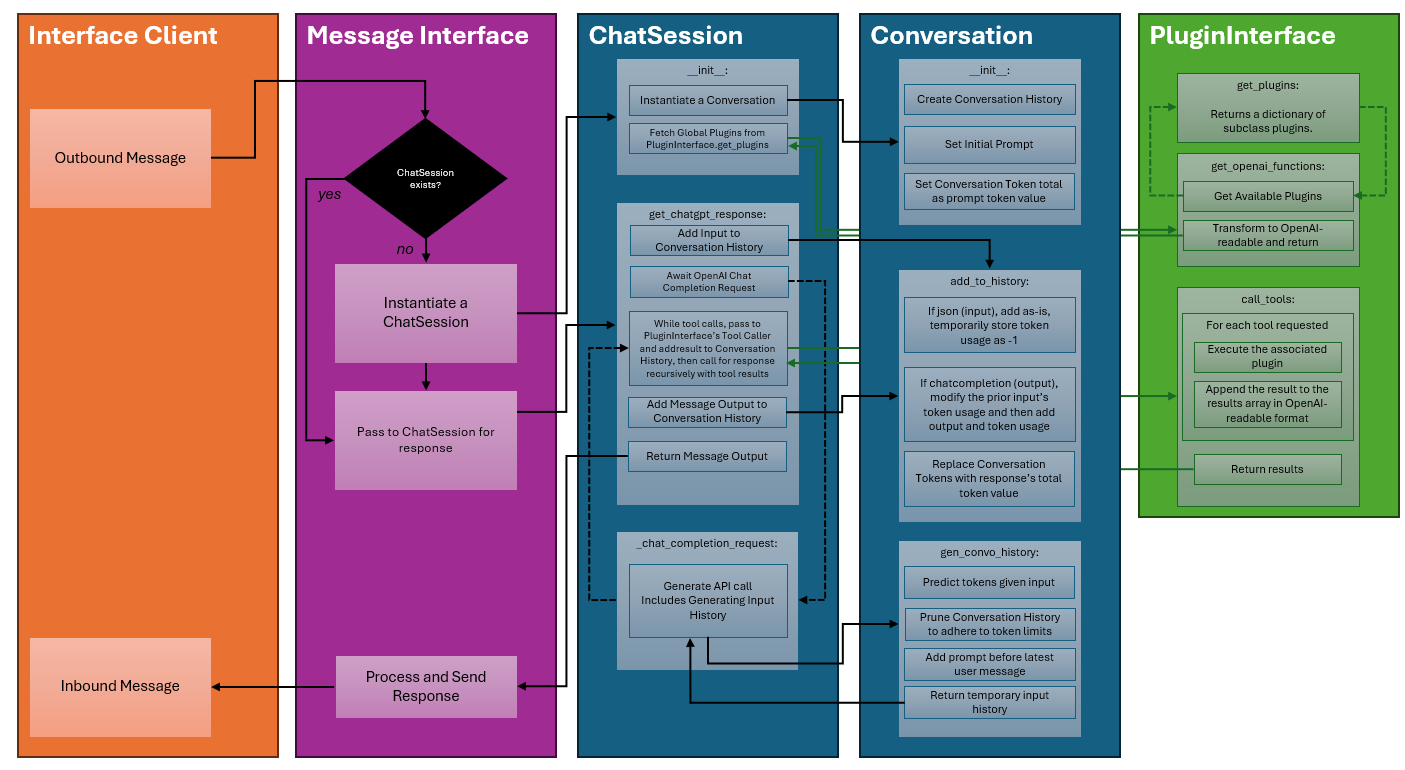 Interface Client
Outbound Message
Inbound Message
Message Interface
ChatSession
exists?
yes
no
Instantiate a
ChatSession
Pass to ChatSession for
response
Process and Send
Response
ChatSession
__init__:
Instantiate a Conversation
Fetch Global Plugins from
PluginInterface.get_plugins
get_chatgpt_response:
Add Input to
Conversation History
Await OpenAI Chat
Completion Request
While tool calls, pass to
PluginInterface's Tool Caller
and addresult to Conversation
History, then call for response
recursively with tool results
Add Message Output to
Conversation History
Return Message Output
_chat_completion_request:
Generate API call
Includes Generating Input
History
Conversation
__init__:
Create Conversation History
Set Initial Prompt
Set Conversation Token total
as prompt token value
add_to_history:
If json (input), add as-is,
temporarily store token
usage as -1
If chatcompletion (output),
modify the prior input's
token usage and then add
output and token usage
Replace Conversation
Tokens with response's total
token value
gen_convo_history:
Predict tokens given input
Prune Conversation History
to adhere to token limits
Add prompt before latest
user message
Return temporary input
history
PluginInterface
get_plugins:
Returns a dictionary of
subclass plugins.
get_openai_functions:
Get Available Plugins
Transform to OpenAI-
readable and return
call_tools:
For each tool requested
Execute the associated
plugin
Append the result to the
results array in OpenAI-
readable format
Return results